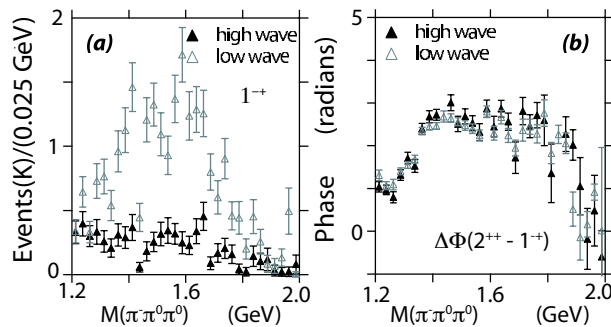 2
(a)
▲ high wave
△ low wave
1⁻⁺
1
0
Events(K)/(0.025 GeV)
1.2 1.6 2.0
M(π⁻π⁰π⁰) (GeV)
(b)
▲ high wave
△ low wave
5
0
Phase (radians)
ΔΦ(2⁺⁺ - 1⁻⁺)
1.2 1.6 2.0
M(π⁻π⁰π⁰) (GeV)